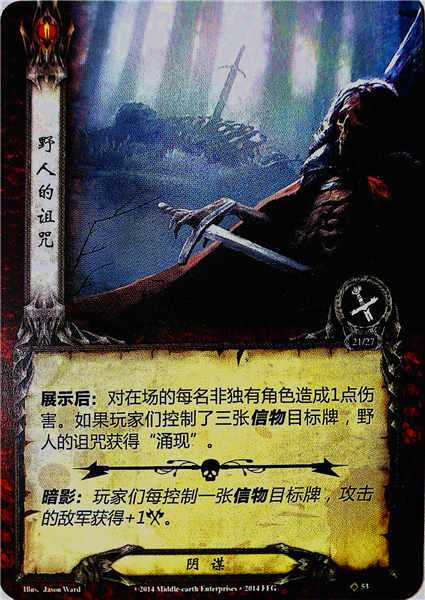 野人的诅咒
21/27
展示后：对在场的每名非独有角色造成1点伤
害。如果玩家们控制了三张信物目标牌，野
人的诅咒获得“涌现”。
暗影：玩家们每控制一张信物目标牌，攻击
的敌军获得+1。
阴谋
Illus. Jason Ward
©2014 Middle-earth Enterprises • 2014 FFG
53